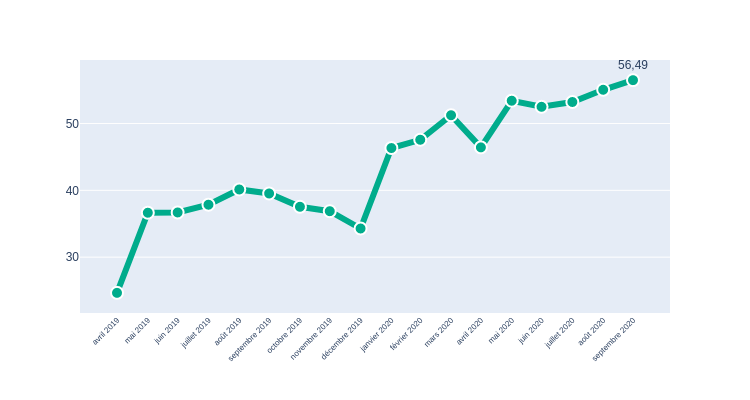 56,49
50
40
30
avril 2019
mai 2019
juin 2019
juillet 2019
août 2019
septembre 2019
octobre 2019
novembre 2019
décembre 2019
janvier 2020
février 2020
mars 2020
avril 2020
mai 2020
juin 2020
juillet 2020
août 2020
septembre 2020